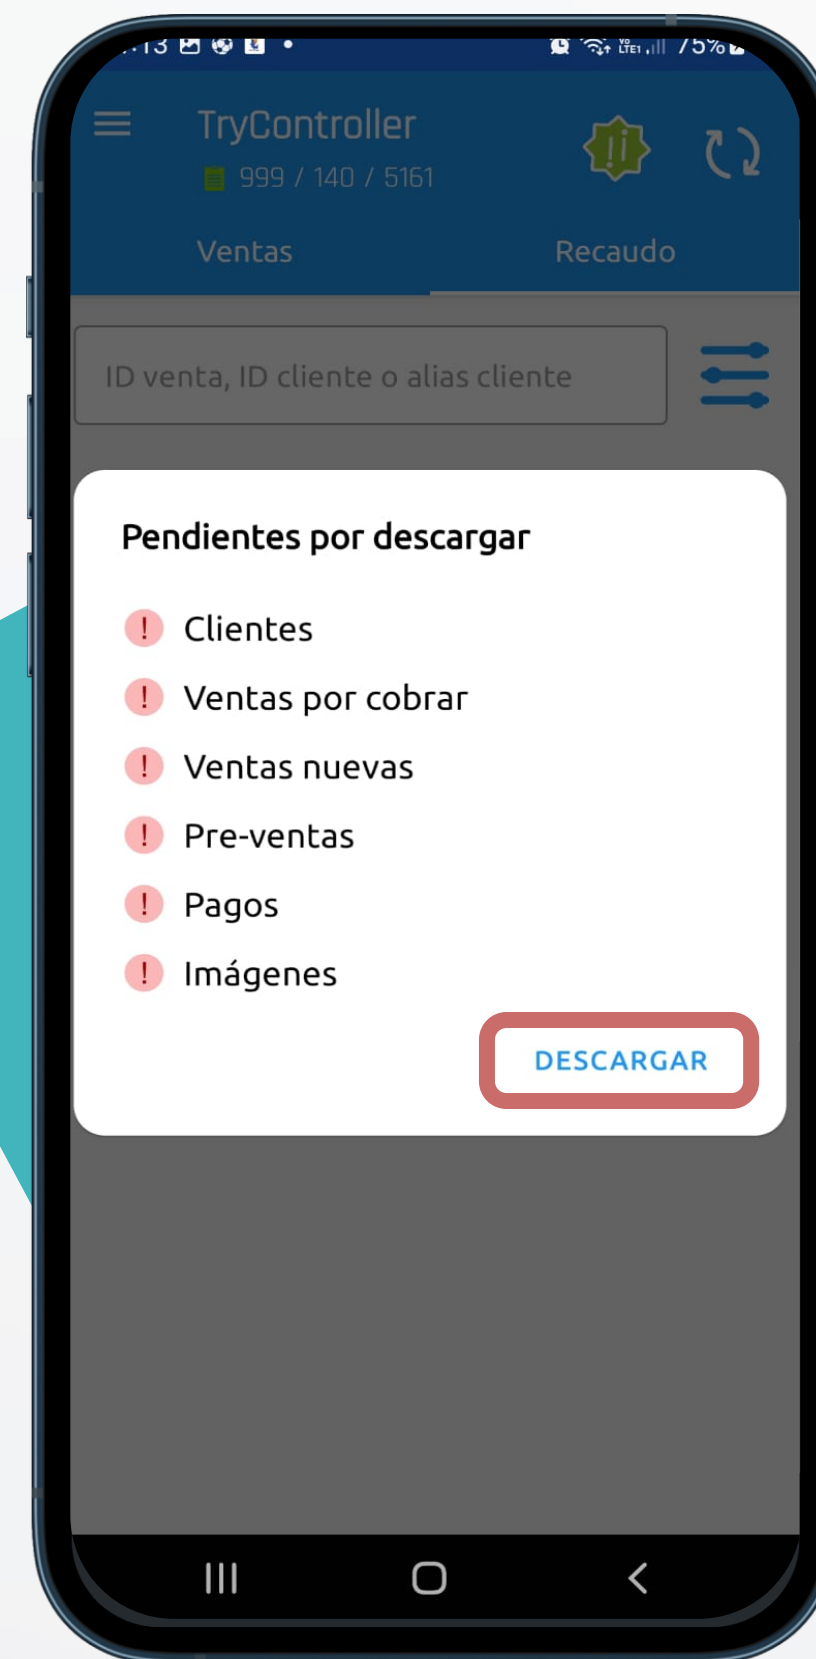 TryController
999 / 140 / 5161
Ventas Recaudo
ID venta, ID cliente o alias cliente
Pendientes por descargar
! Clientes
! Ventas por cobrar
! Ventas nuevas
! Pre-ventas
! Pagos
! Imágenes
DESCARGAR